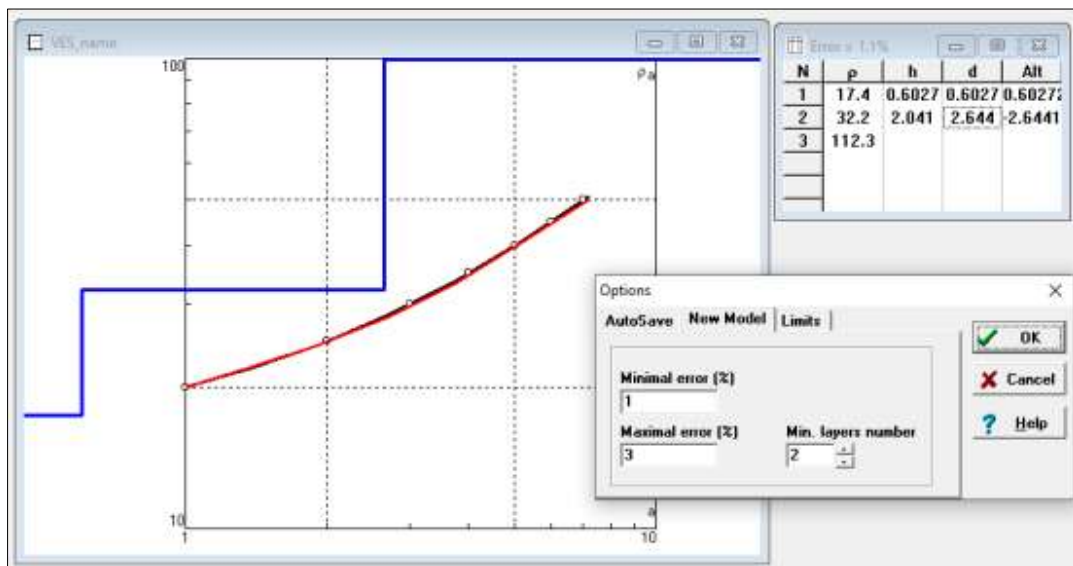 VES_name
100
ρa
10
1
a
10
Error = 1.1%
N ρ h d Alt
1 17.4 0.6027 0.6027 0.6027
2 32.2 2.041 2.644 -2.6441
3 112.3
Options
AutoSave New Model Limits
Minimal error (%)
1
Maximal error (%)
3
Min. layers number
2
OK
Cancel
Help